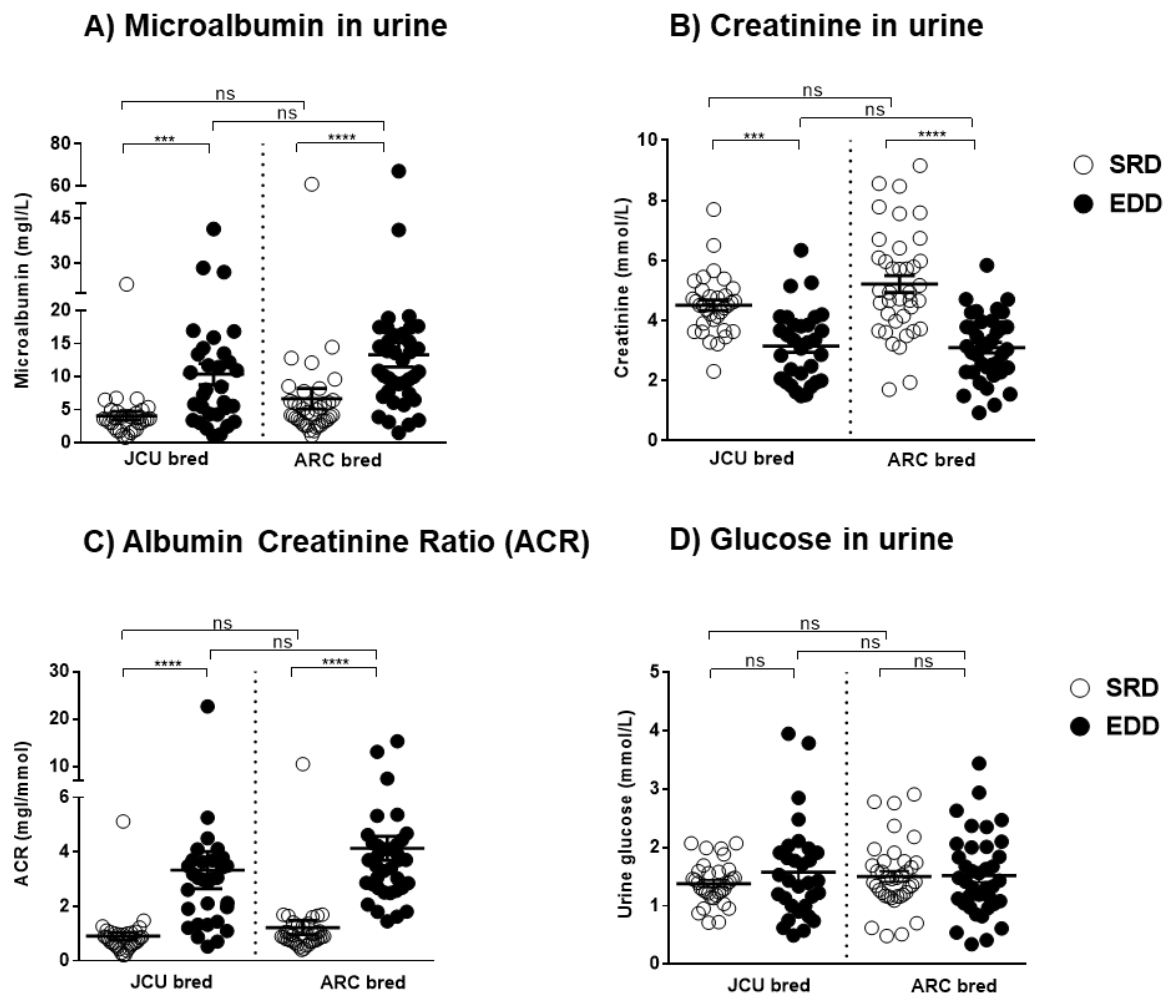 A) Microalbumin in urine
ns
ns
***
****
Microalbumin (mgl/L)
80
60
45
30
20
15
10
5
0
JCU bred
ARC bred
B) Creatinine in urine
ns
ns
***
****
Creatinine (mmol/L)
10
8
6
4
2
0
JCU bred
ARC bred
SRD
EDD
C) Albumin Creatinine Ratio (ACR)
ns
ns
****
****
ACR (mgl/mmol)
30
20
10
6
4
2
0
JCU bred
ARC bred
D) Glucose in urine
ns
ns
ns
ns
Urine glucose (mmol/L)
5
4
3
2
1
0
JCU bred
ARC bred
SRD
EDD